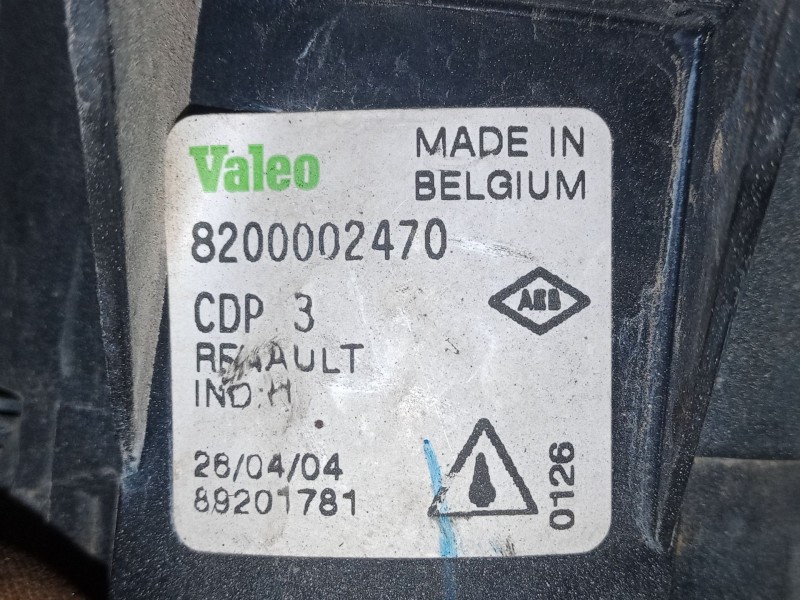 Valeo
MADE IN
BELGIUM
8200002470
CDP 3
RENAULT
IND:H
26/04/04
89201781
0126